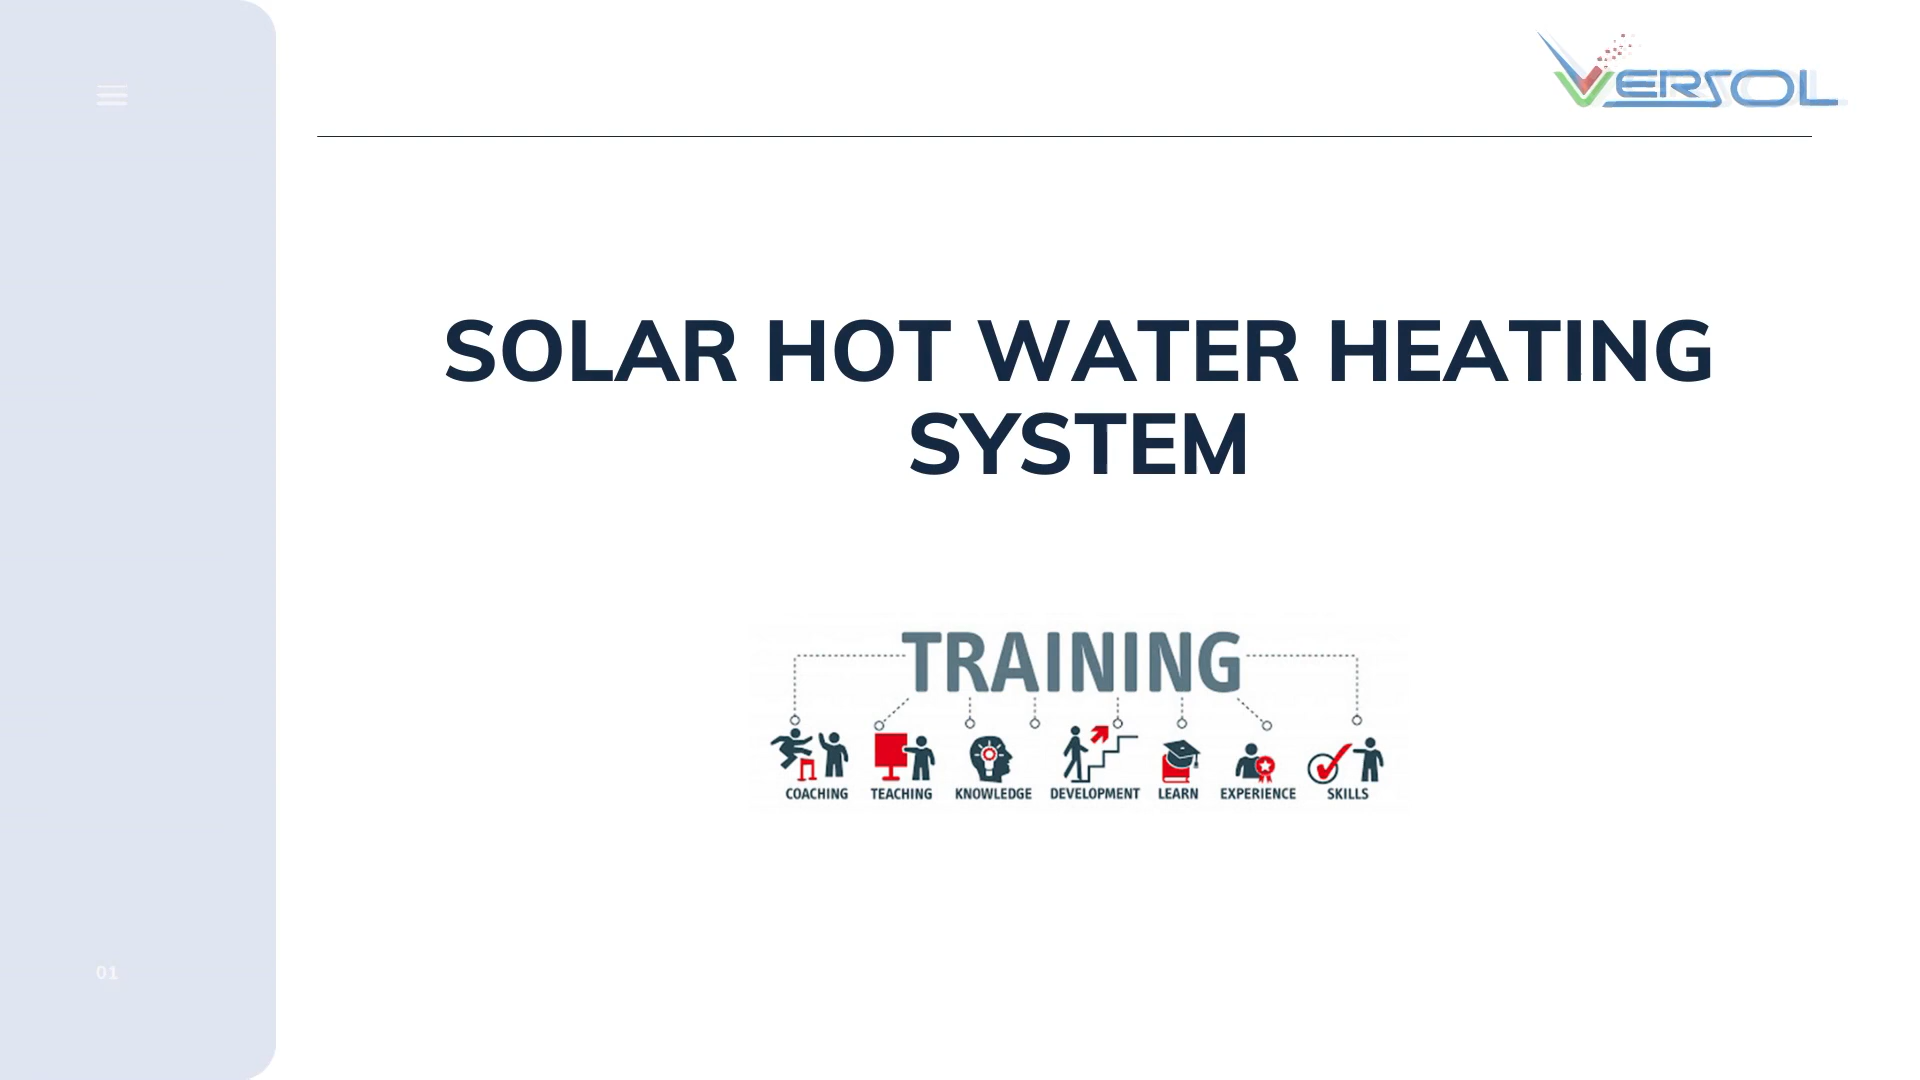 VERSOL
SOLAR HOT WATER HEATING
SYSTEM
TRAINING
COACHING TEACHING KNOWLEDGE DEVELOPMENT LEARN EXPERIENCE SKILLS
01